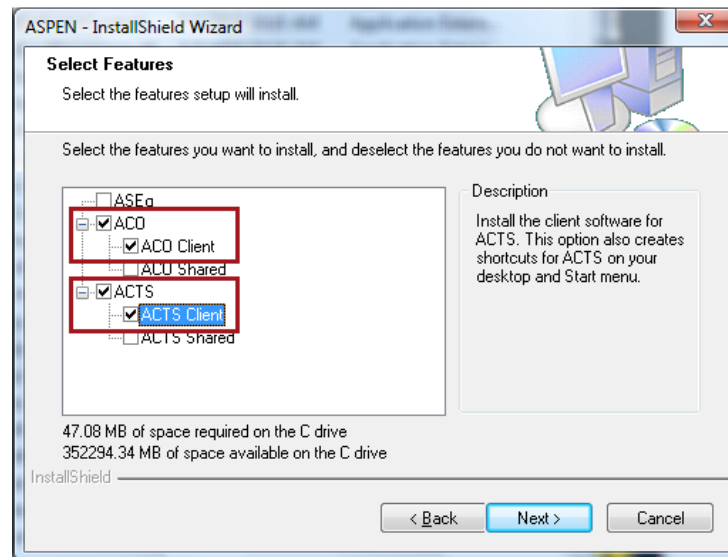 ASPEN - InstallShield Wizard
Select Features
Select the features setup will install.
Select the features you want to install, and deselect the features you do not want to install.
ASEQ
ACO
ACO Client
ACO Shared
ACTS
ACTS Client
ACTS Shared
Description
Install the client software for
ACTS. This option also creates
shortcuts for ACTS on your
desktop and Start menu.
47.08 MB of space required on the C drive
352294.34 MB of space available on the C drive
InstallShield
< Back
Next >
Cancel